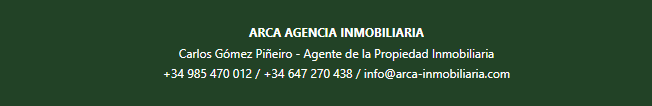 ARCA AGENCIA INMOBILIARIA
Carlos Gómez Piñeiro - Agente de la Propiedad Inmobiliaria
+34 985 470 012 / +34 647 270 438 / info@arca-inmobiliaria.com